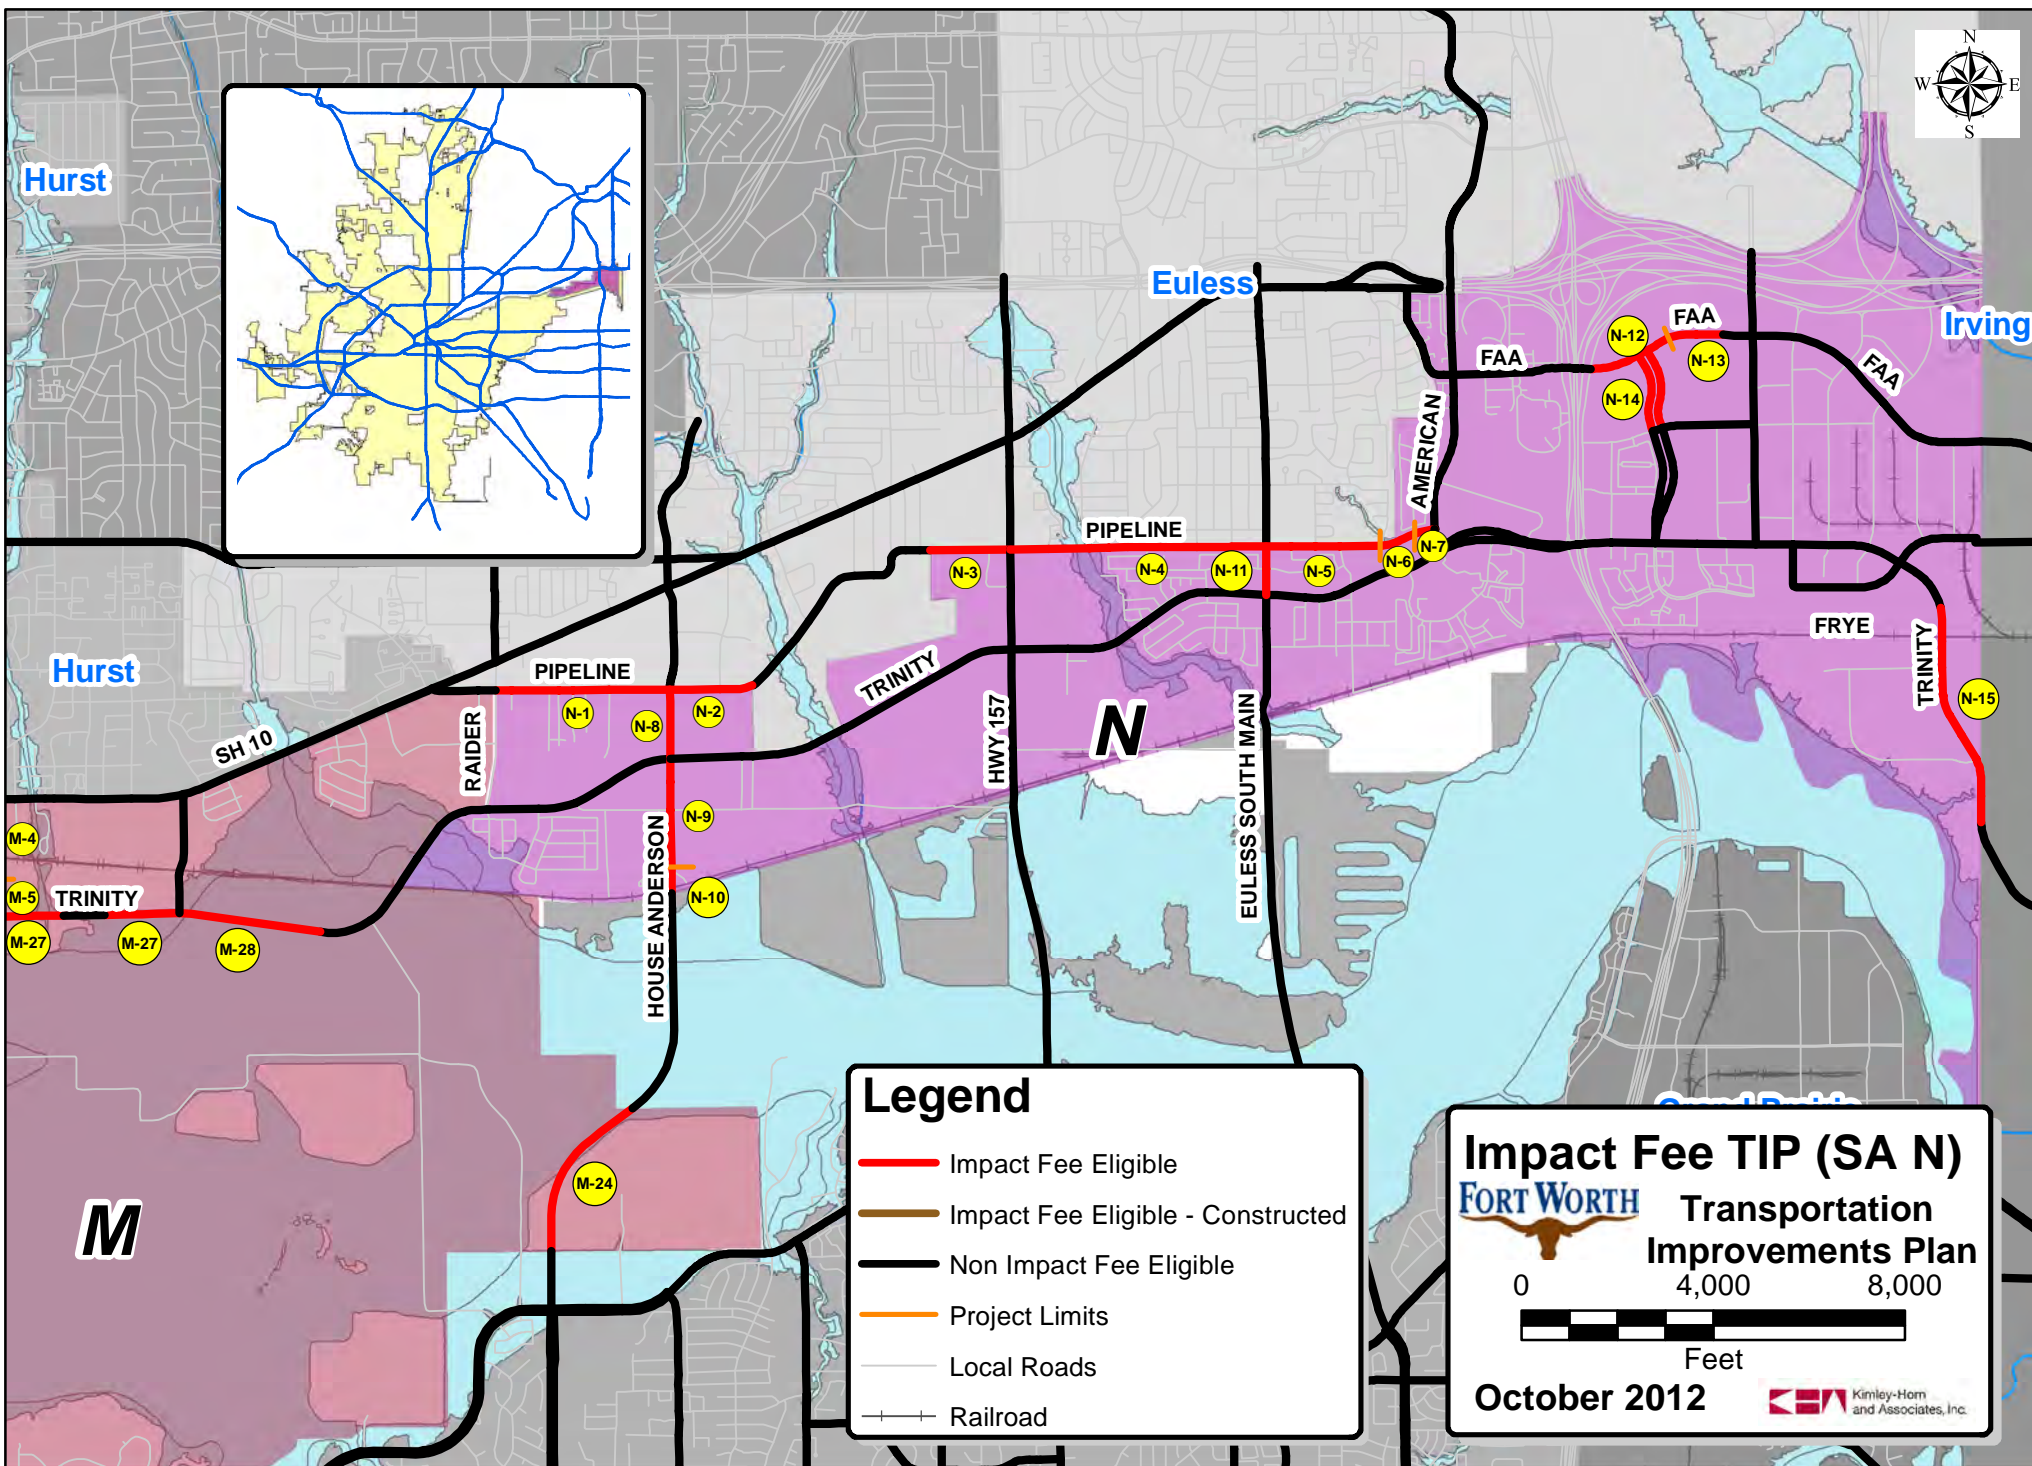 N
W
E
S
Hurst
Euless
Irving
FAA
N-12
N-13
FAA
FAA
N-14
AMERICAN
PIPELINE
N-3
N-4
N-11
N-5
N-6
N-7
FRYE
TRINITY
N-15
Hurst
PIPELINE
N-1
N-8
N-2
TRINITY
RAIDER
SH 10
HWY 157
N
EULESS SOUTH MAIN
HOUSE ANDERSON
N-9
N-10
M-4
M-5
TRINITY
M-27
M-27
M-28
M-24
M
Legend
Impact Fee Eligible
Impact Fee Eligible - Constructed
Non Impact Fee Eligible
Project Limits
Local Roads
Railroad
Grand Prairie
Impact Fee TIP (SA N)
FORT WORTH
Transportation
Improvements Plan
0 4,000 8,000
Feet
October 2012
Kimley-Horn
and Associates, Inc.